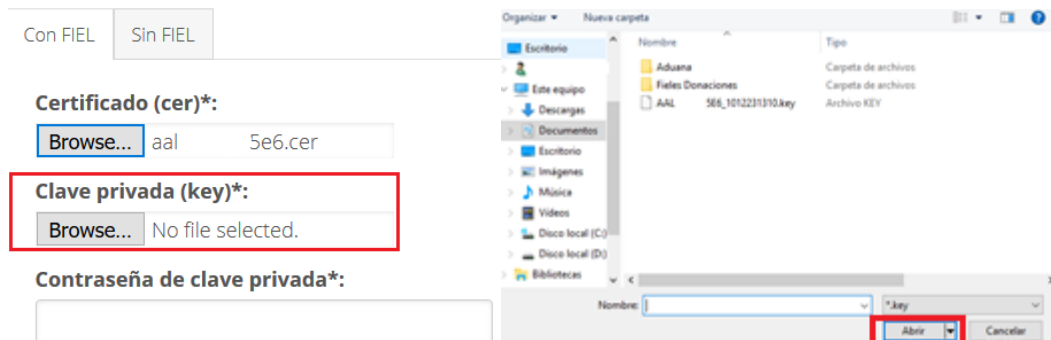 Con FIEL
Sin FIEL
Certificado (cer)*:
Browse... aal 5e6.cer
Clave privada (key)*:
Browse... No file selected.
Contraseña de clave privada*:
Organizar Nueva carpeta
Escritorio
Este equipo
Descargas
Documentos
Escritorio
Imágenes
Música
Vídeos
Disco local (C:)
Disco local (D:)
Bibliotecas
Nombre Tipo
Aduana Carpeta de archivos
Fieles Donaciones Carpeta de archivos
AAL 5E6_1012231310.key Archivo KEY
Nombre: *.key
Abrir Cancelar